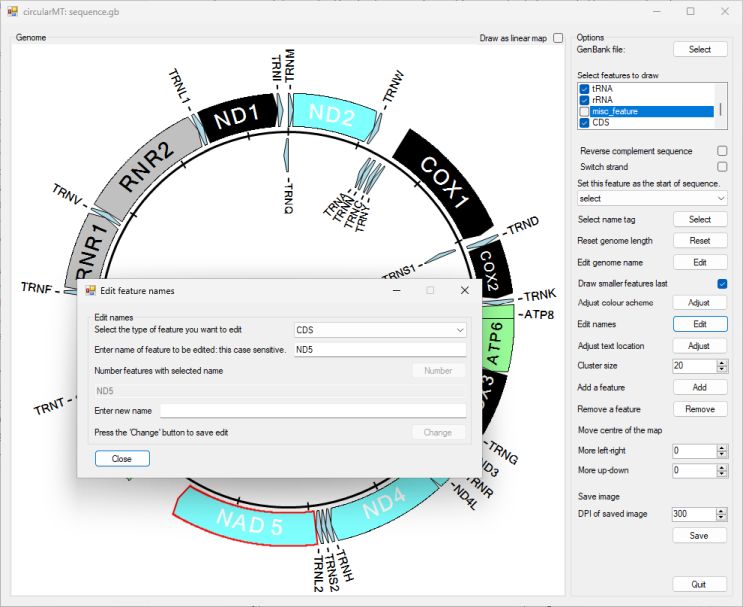 circularMT: sequence.gb
Genome
Draw as linear map
TRNL1
TRNI
TRNM
TRNW
ND1
ND2
RNR2
COX1
TRNQ
TRNA
TRNN
TRNC
TRNY
TRNV
RNR1
TRNF
TRNS1
TRND
COX2
TRNK
ATP8
ATP6
OX3
TRNT
TRNG
ND3
TRNR
ND4L
ND4
NAD 5
TRNL2
TRNS2
TRNH
Edit feature names
Edit names
Select the type of feature you want to edit
CDS
Enter name of feature to be edited: this case sensitive.
ND5
Number features with selected name
Number
ND5
Enter new name
Press the 'Change' button to save edit
Change
Close
Options
GenBank file:
Select
Select features to draw
tRNA
rRNA
misc_feature
CDS
Reverse complement sequence
Switch strand
Set this feature as the start of sequence.
select
Select name tag
Select
Reset genome length
Reset
Edit genome name
Edit
Draw smaller features last
Adjust colour scheme
Adjust
Edit names
Edit
Adjust text location
Adjust
Cluster size
20
Add a feature
Add
Remove a feature
Remove
Move centre of the map
More left-right
0
More up-down
0
Save image
DPI of saved image
300
Save
Quit